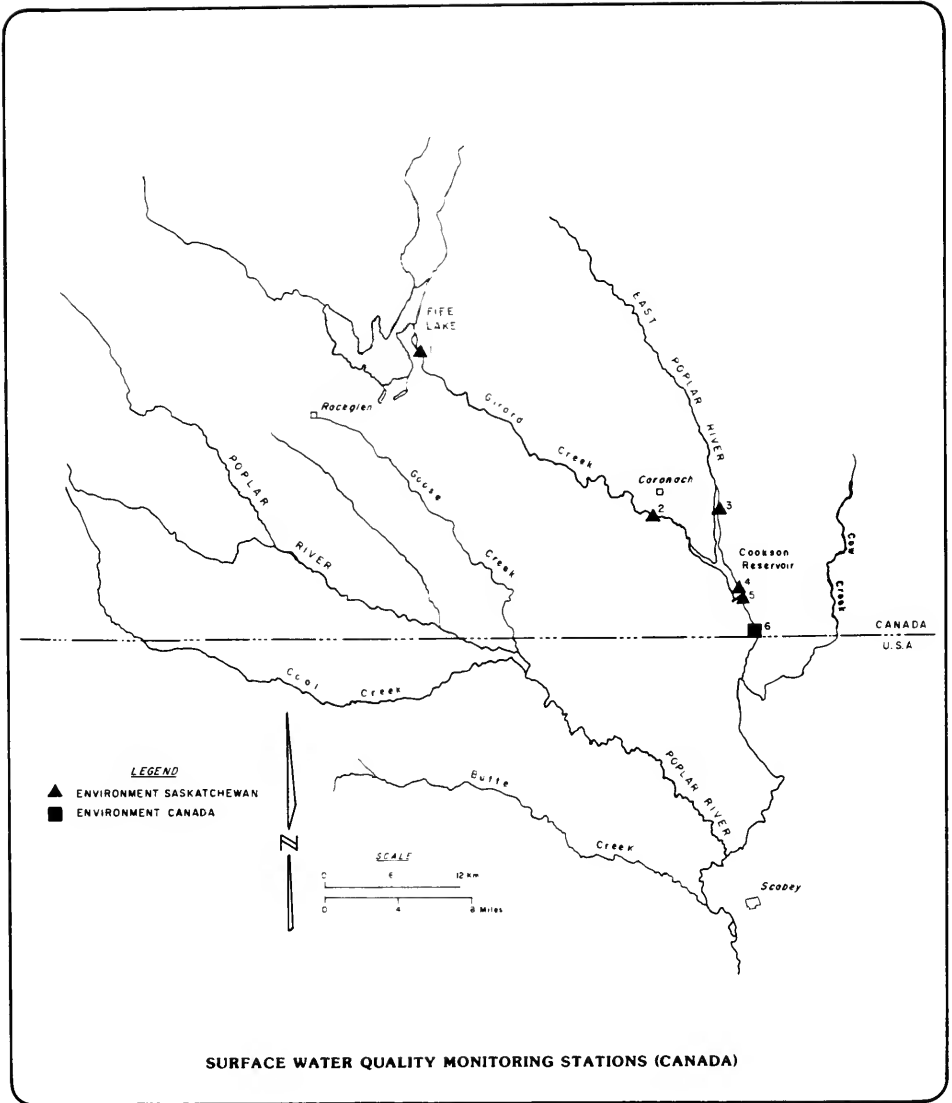 FIFE
LAKE
1
EAST POPLAR RIVER
Roceglen
Girard Creek
Goose Creek
Coronach
2
3
POPLAR RIVER
Cookson
Reservoir
4
5
6
Cow Creek
CANADA
U.S.A
Coal Creek
LEGEND
ENVIRONMENT SASKATCHEWAN
ENVIRONMENT CANADA
Butte Creek
POPLAR RIVER
N
SCALE
0 6 12 Km
0 4 8 Miles
Scobey
SURFACE WATER QUALITY MONITORING STATIONS (CANADA)